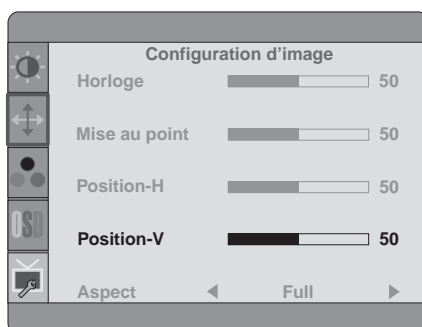 Configuration d’image
Horloge 50
Mise au point 50
Position-H 50
OSD
Position-V 50
Aspect Full